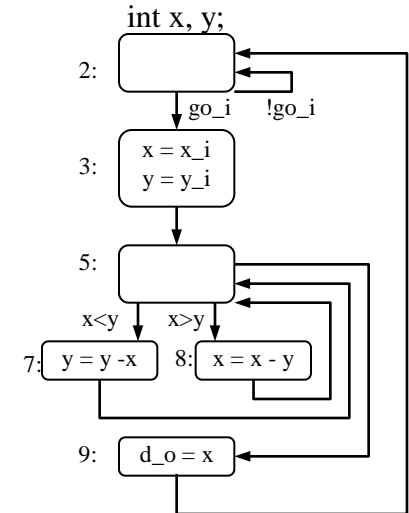 int x, y;
2:
go_i
!go_i
3:
x = x_i
y = y_i
5:
x<y
x>y
7:
y = y -x
8:
x = x - y
9:
d_o = x